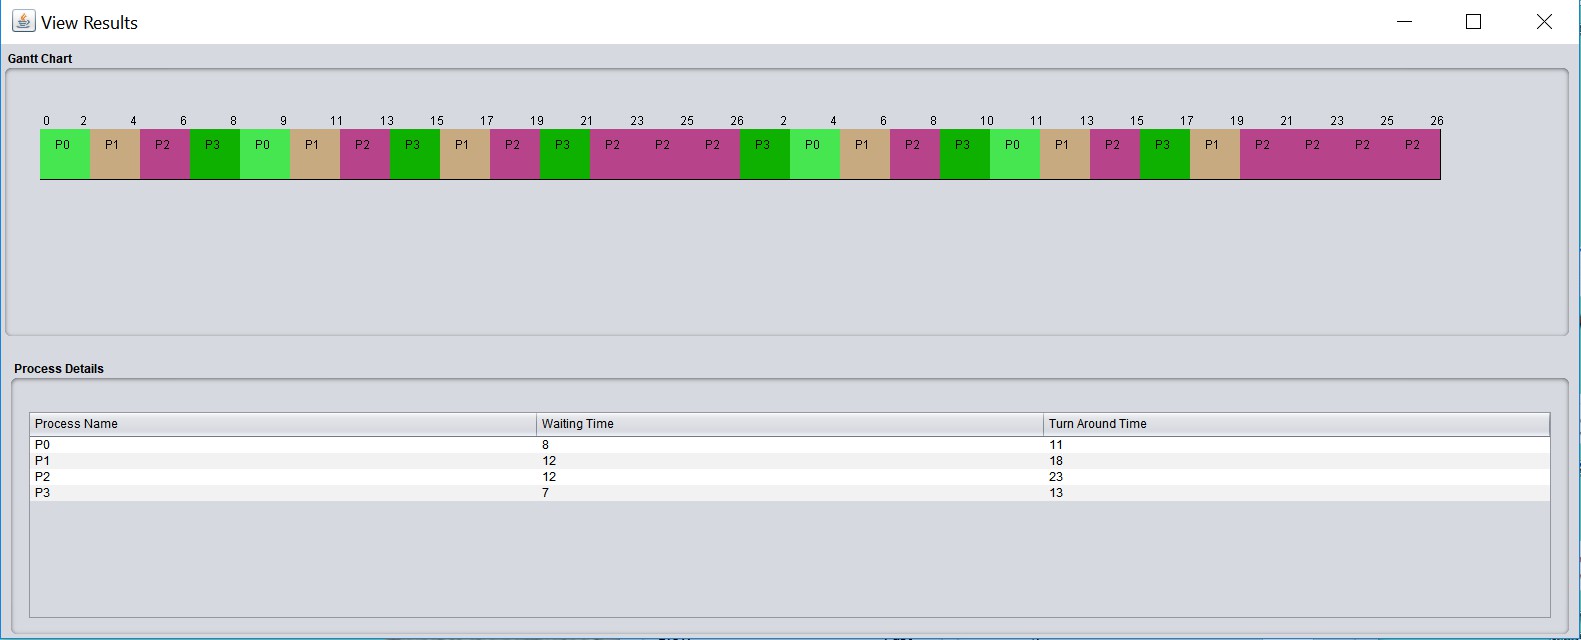 View Results
Gantt Chart
0 2 4 6 8 9 11 13 15 17 19 21 23 25 26 2 4 6 8 10 11 13 15 17 19 21 23 25 26
P0 P1 P2 P3 P0 P1 P2 P3 P1 P2 P3 P2 P2 P2 P3 P0 P1 P2 P3 P0 P1 P2 P3 P1 P2 P2 P2 P2
Process Details
Process Name Waiting Time Turn Around Time
P0 8 11
P1 12 18
P2 12 23
P3 7 13